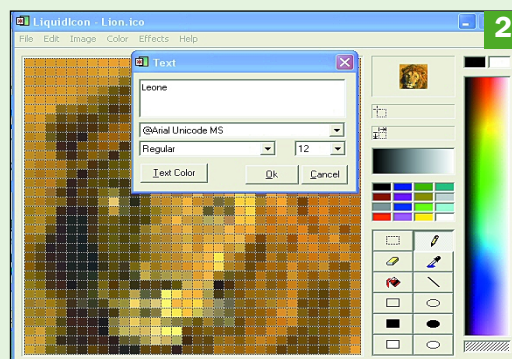 LiquidIcon - Lion.ico
2
File Edit Image Color Effects Help
Text
Leone
@Arial Unicode MS
Regular
12
Text Color
Ok
Cancel